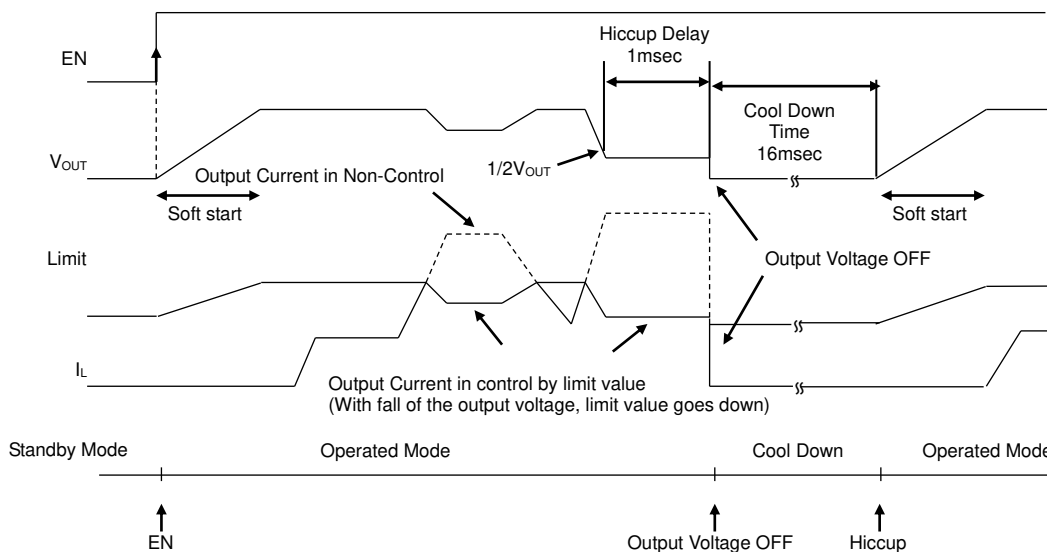 EN
Hiccup Delay
1msec
Cool Down
Time
16msec
VOUT
1/2VOUT
Output Current in Non-Control
Soft start
Soft start
Limit
Output Voltage OFF
IL
Output Current in control by limit value
(With fall of the output voltage, limit value goes down)
Standby Mode
Operated Mode
Cool Down
Operated Mode
EN
Output Voltage OFF
Hiccup